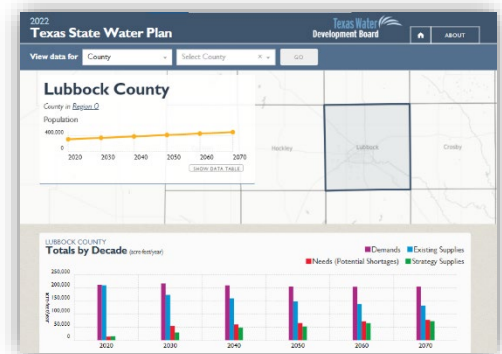 2022
Texas State Water Plan
Texas Water
Development Board
ABOUT
View data for County Select County × GO
Lubbock County
County in Region O
Population
400,000
0
2020 2030 2040 2050 2060 2070
SHOW DATA TABLE
Hockley Lubbock Crosby
LUBBOCK COUNTY
Totals by Decade (acre-feet/year)
Demands Existing Supplies
Needs (Potential Shortages) Strategy Supplies
250,000
200,000
150,000
100,000
50,000
0
2020 2030 2040 2050 2060 2070